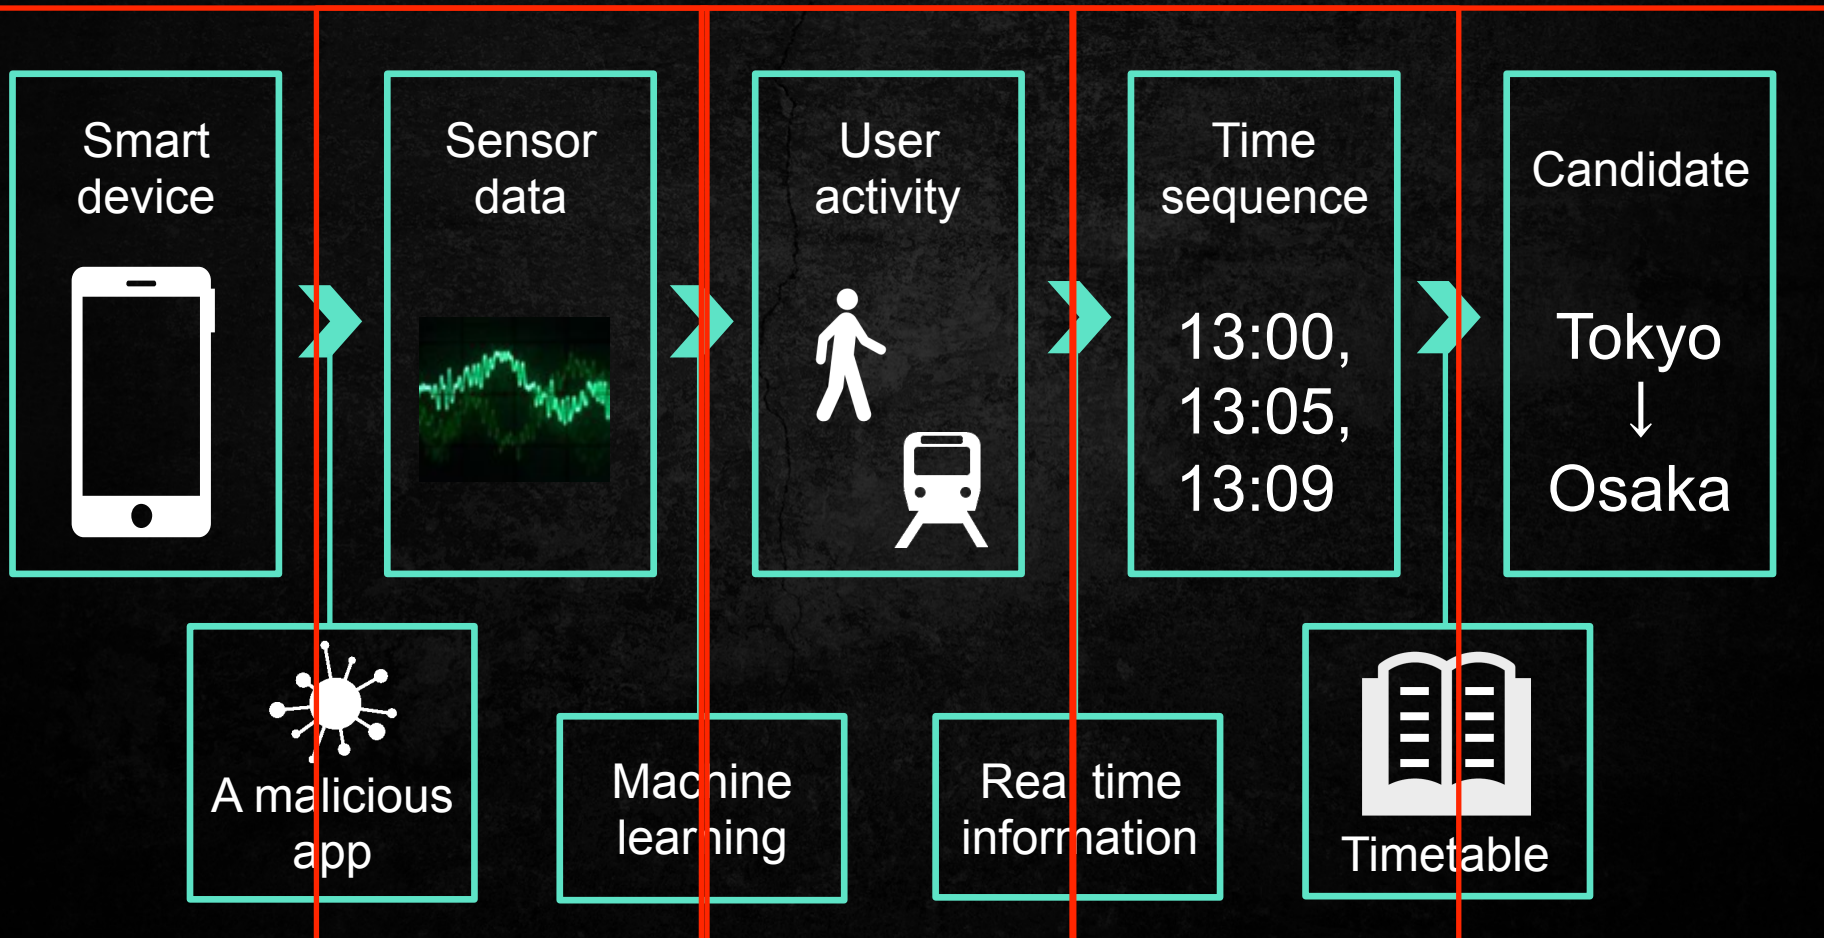 Smart
device
Sensor
data
User
activity
Time
sequence
13:00,
13:05,
13:09
Candidate
Tokyo
↓
Osaka
A malicious
app
Machine
learning
Real time
information
Timetable